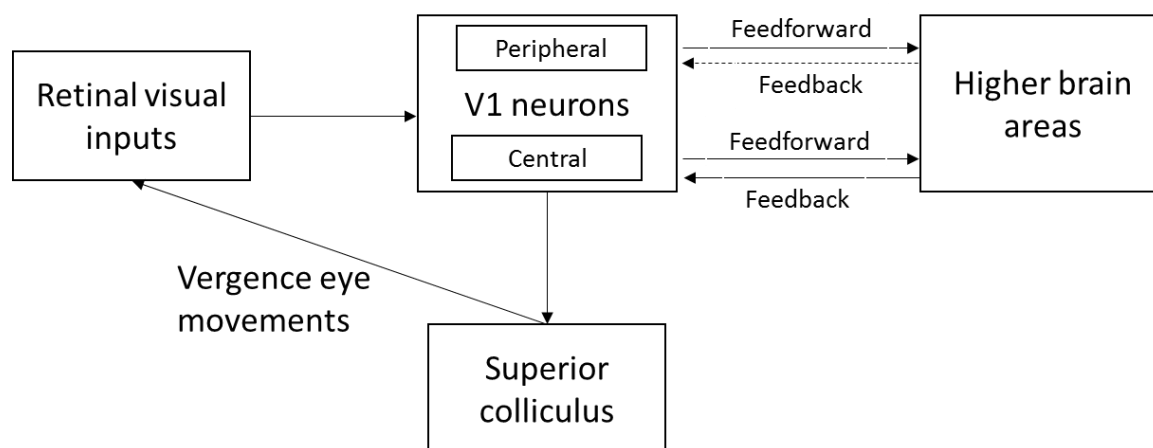 Retinal visual
inputs
Peripheral
V1 neurons
Central
Feedforward
Feedback
Feedforward
Feedback
Higher brain
areas
Vergence eye
movements
Superior
colliculus